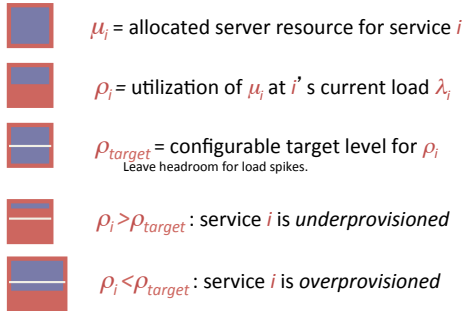 μi = allocated server resource for service i
ρi = utilization of μi at i's current load λi
ρtarget = configurable target level for ρi
Leave headroom for load spikes.
ρi>ρtarget : service i is underprovisioned
ρi<ρtarget : service i is overprovisioned